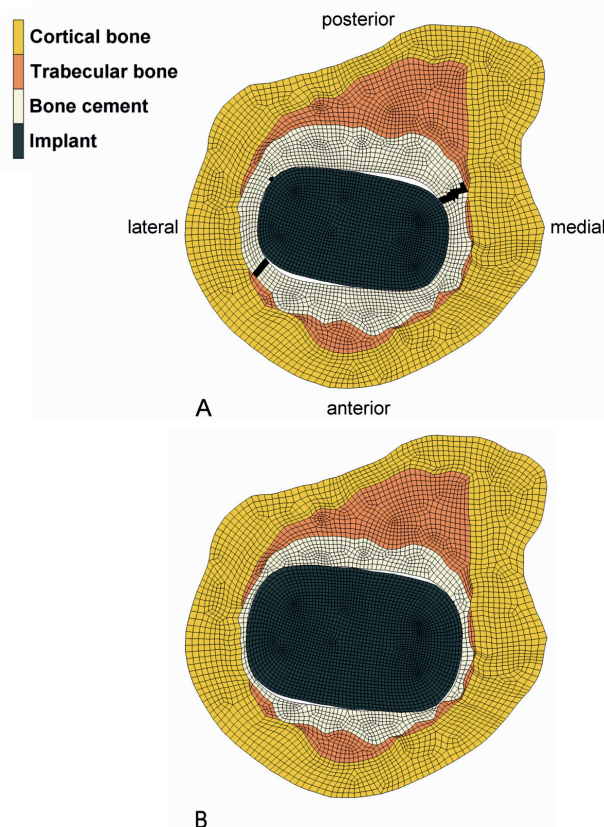 Cortical bone
Trabecular bone
Bone cement
Implant
posterior
lateral
medial
A
anterior
B